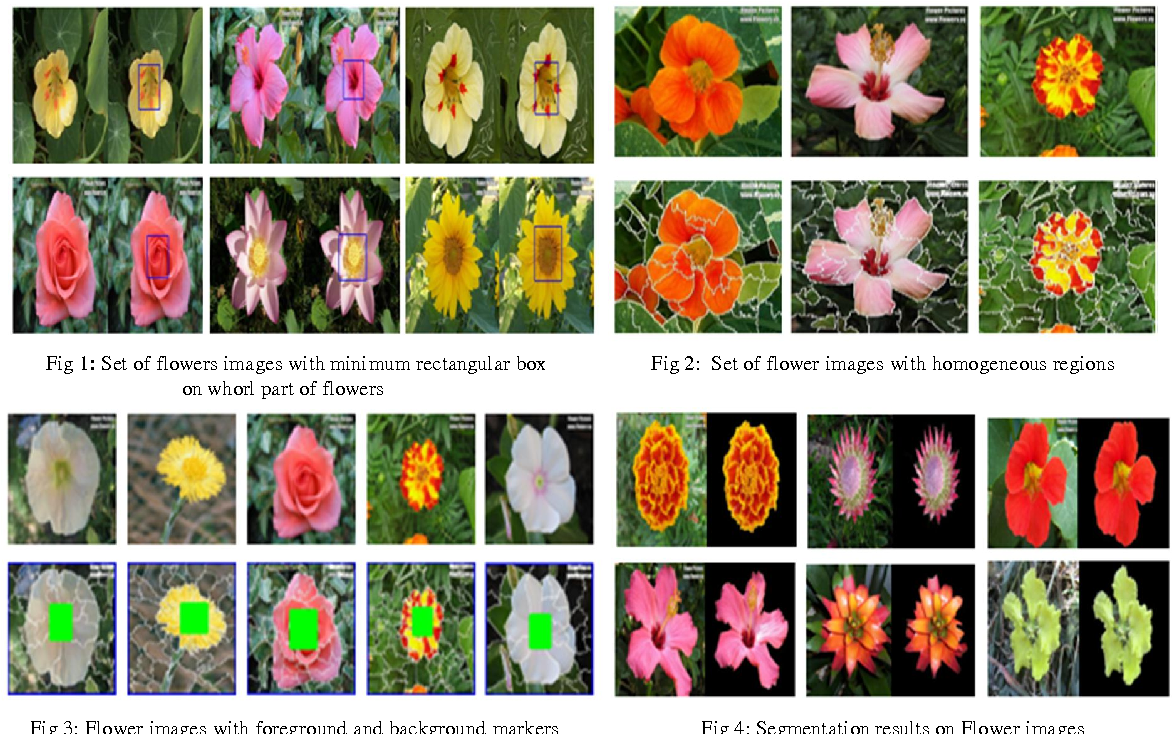 Fig 1: Set of flowers images with minimum rectangular box
on whorl part of flowers
Fig 2: Set of flower images with homogeneous regions
Fig 3: Flower images with foreground and background markers
Fig 4: Segmentation results on Flower images